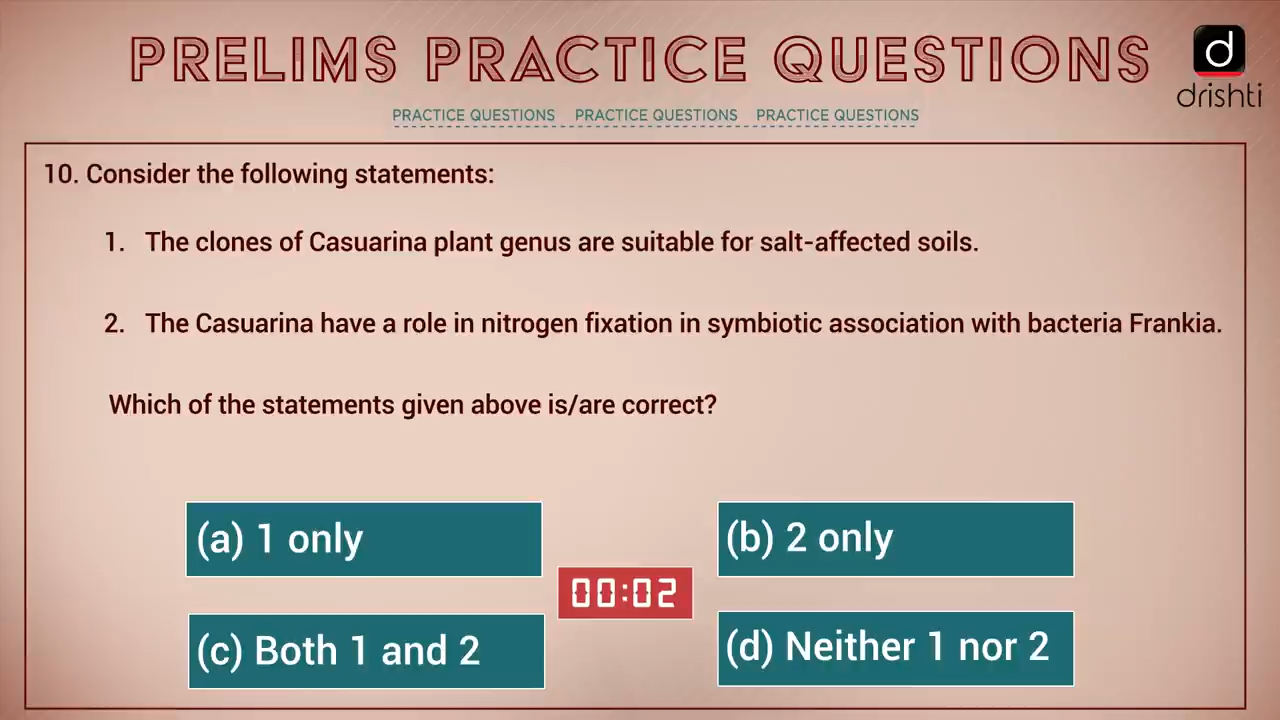 PRELIMS PRACTICE QUESTIONS
drishti
PRACTICE QUESTIONS PRACTICE QUESTIONS PRACTICE QUESTIONS
10. Consider the following statements:
1. The clones of Casuarina plant genus are suitable for salt-affected soils.
2. The Casuarina have a role in nitrogen fixation in symbiotic association with bacteria Frankia.
Which of the statements given above is/are correct?
(a) 1 only
(b) 2 only
00:02
(c) Both 1 and 2
(d) Neither 1 nor 2